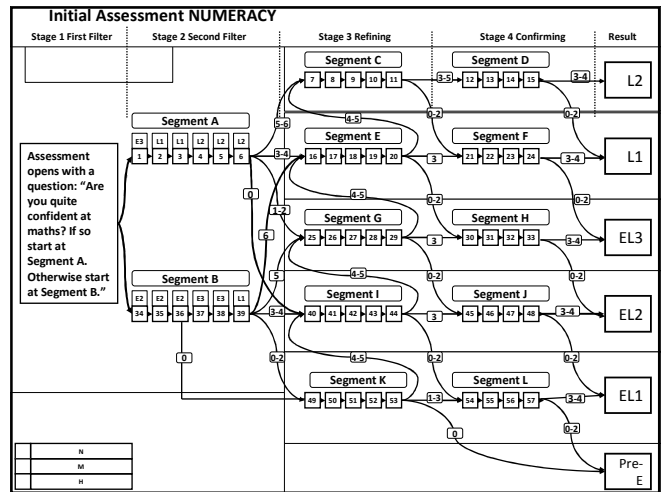 Initial Assessment NUMERACY
Stage 1 First Filter
Stage 2 Second Filter
Stage 3 Refining
Stage 4 Confirming
Result
Segment C
7 8 9 10 11
3-5
Segment D
12 13 14 15
3-4
L2
5-6
4-5
0-2
0-2
Segment A
E3 L1 L1 L2 L2 L2
1 2 3 4 5 6
3-4
Segment E
16 17 18 19 20
3
Segment F
21 22 23 24
3-4
L1
Assessment
opens with a
question: “Are
you quite
confident at
maths? If so
start at
Segment A.
Otherwise start
at Segment B.”
0
1-2
6
4-5
0-2
0-2
Segment G
25 26 27 28 29
3
Segment H
30 31 32 33
3-4
EL3
5
4-5
0-2
0-2
Segment B
E2 E2 E2 E3 E3 L1
34 35 36 37 38 39
3-4
Segment I
40 41 42 43 44
3
Segment J
45 46 47 48
3-4
EL2
0
0-2
4-5
0-2
0-2
Segment K
49 50 51 52 53
1-3
Segment L
54 55 56 57
3-4
EL1
0
0-2
Pre-
E
N
M
H